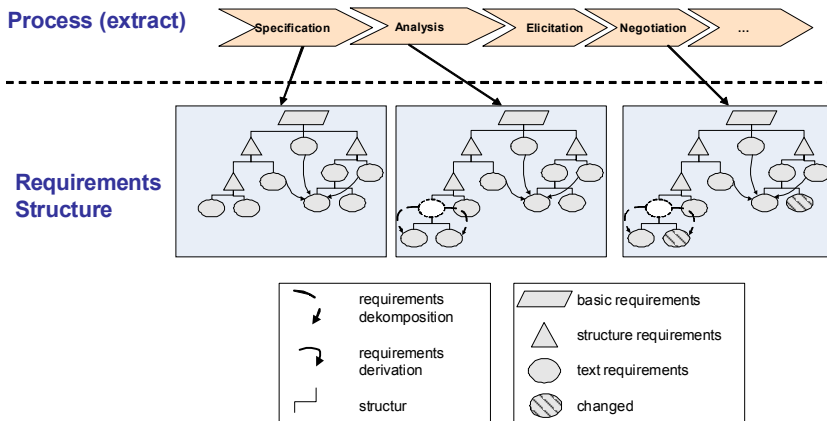 Process (extract)
Specification
Analysis
Elicitation
Negotiation
...
Requirements
Structure
requirements
dekomposition
requirements
derivation
structur
basic requirements
structure requirements
text requirements
changed